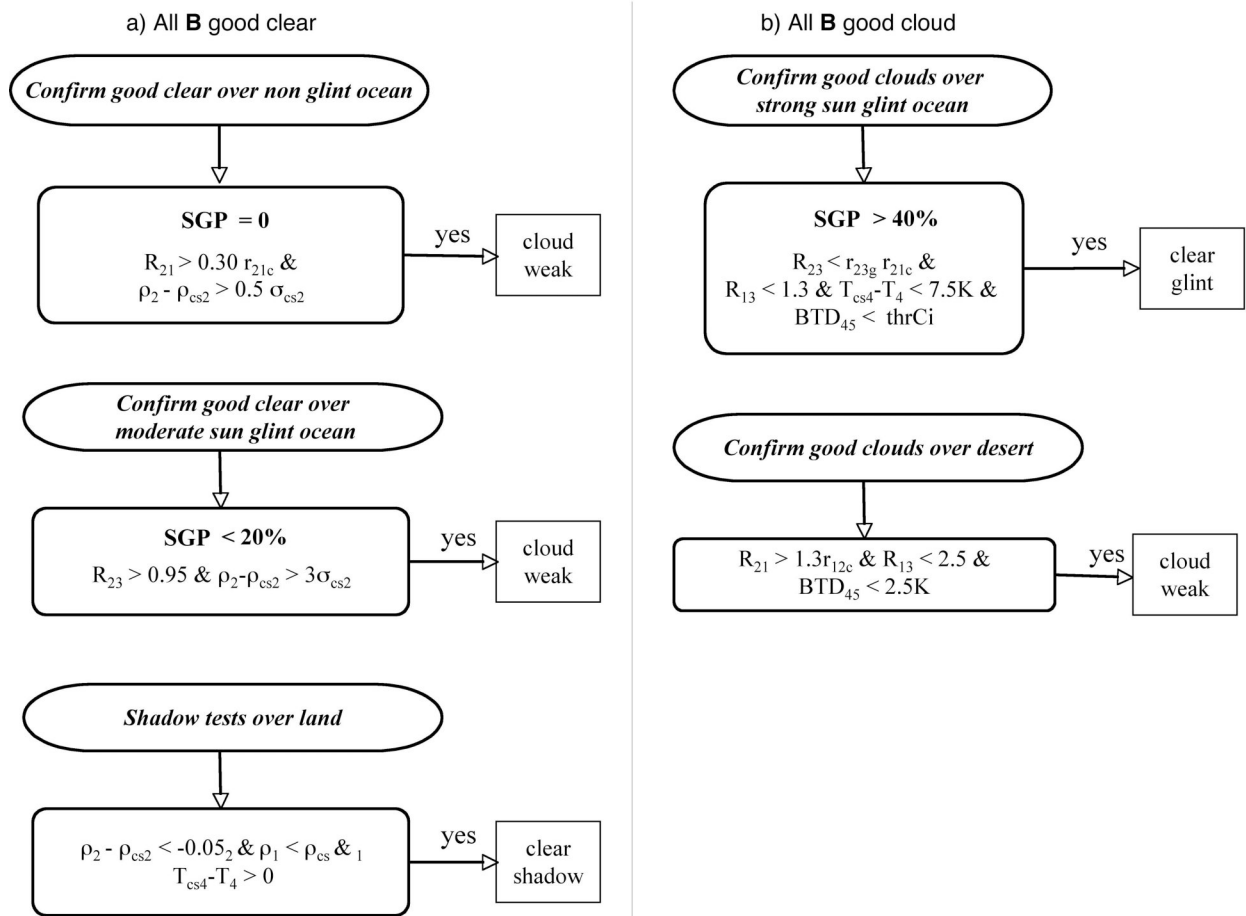 a) All B good clear
Confirm good clear over non glint ocean
SGP = 0
R₂₁ > 0.30 r₂₁c &
ρ₂ - ρcs₂ > 0.5 σcs₂
yes
cloud
weak
Confirm good clear over
moderate sun glint ocean
SGP < 20%
R₂₃ > 0.95 & ρ₂-ρcs₂ > 3σcs₂
yes
cloud
weak
Shadow tests over land
ρ₂ - ρcs₂ < -0.05₂ & ρ₁ < ρcs & ₁
Tcs₄-T₄ > 0
yes
clear
shadow
b) All B good cloud
Confirm good clouds over
strong sun glint ocean
SGP > 40%
R₂₃ < r₂₃g r₂₁c &
R₁₃ < 1.3 & Tcs₄-T₄ < 7.5K &
BTD₄₅ < thrCi
yes
clear
glint
Confirm good clouds over desert
R₂₁ > 1.3r₁₂c & R₁₃ < 2.5 &
BTD₄₅ < 2.5K
yes
cloud
weak